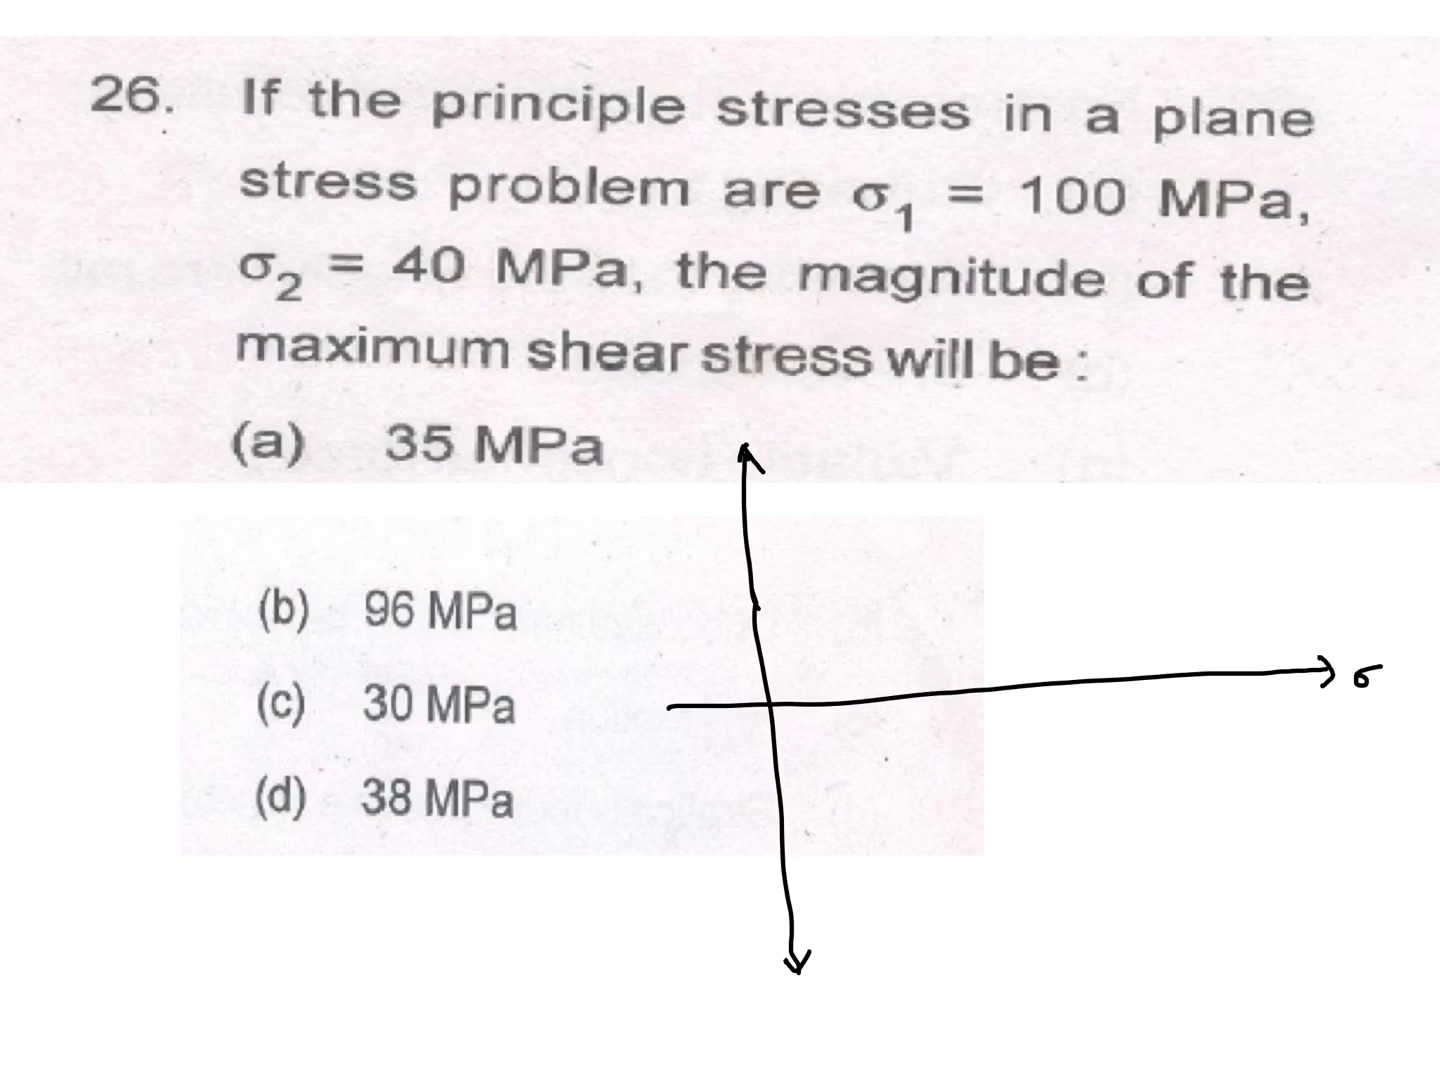 26. If the principle stresses in a plane
stress problem are σ₁ = 100 MPa,
σ₂ = 40 MPa, the magnitude of the
maximum shear stress will be :
(a) 35 MPa
(b) 96 MPa
(c) 30 MPa
(d) 38 MPa
σ